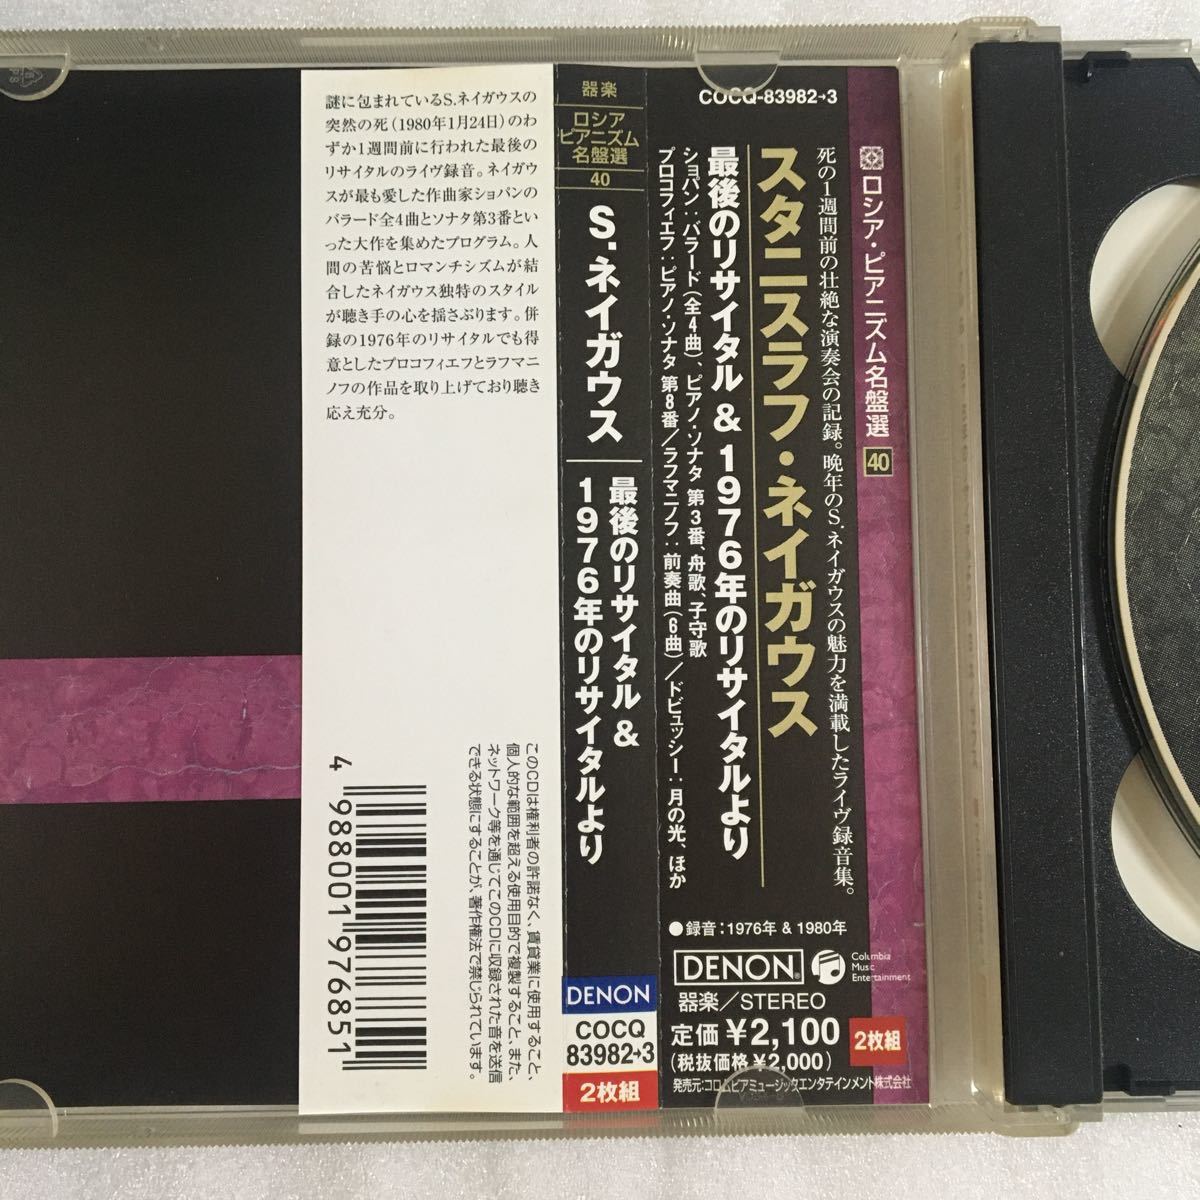 謎に包まれているS.ネイガウスの
突然の死(1980年1月24日)のわ
ずか1週間前に行われた最後の
リサイタルのライヴ録音。ネイガウ
スが最も愛した作曲家ショパンの
バラード全4曲とソナタ第3番とい
った大作を集めたプログラム。人
間の苦悩とロマンチシズムが結
合したネイガウス独特のスタイル
が聴き手の心を揺さぶります。併
録の1976年のリサイタルでも得
意としたプロコフィエフとラフマニ
ノフの作品を取り上げており聴き
応え充分。
このCDは権利者の許諾なく、賃貸業に使用すること、
個人的な範囲を超える使用目的で複製すること、また、
ネットワーク等を通じてこのCDに収録された音を送信
できる状態にすることが、著作権法で禁じられています。
4 988001 976851
器楽
ロシア
ピアニズム
名盤選
40
S.ネイガウス
最後のリサイタル&
1976年のリサイタルより
DENON
COCQ
83982→3
2枚組
COCQ-83982→3
ロシア・ピアニズム名盤選 40
死の1週間前の壮絶な演奏会の記録。晩年のS.ネイガウスの魅力を満載したライヴ録音集。
スタニスラフ・ネイガウス
最後のリサイタル & 1976年のリサイタルより
ショパン:バラード(全4曲)、ピアノ・ソナタ 第3番、舟歌、子守歌
プロコフィエフ:ピアノ・ソナタ 第8番/ラフマニノフ:前奏曲(6曲)/ドビュッシー:月の光、ほか
●録音:1976年 & 1980年
DENON
Columbia
Music
Entertainment
器楽/STEREO
定価 ¥2,100
(税抜価格¥2,000)
2枚組
発売元:コロムビアミュージックエンタテインメント株式会社